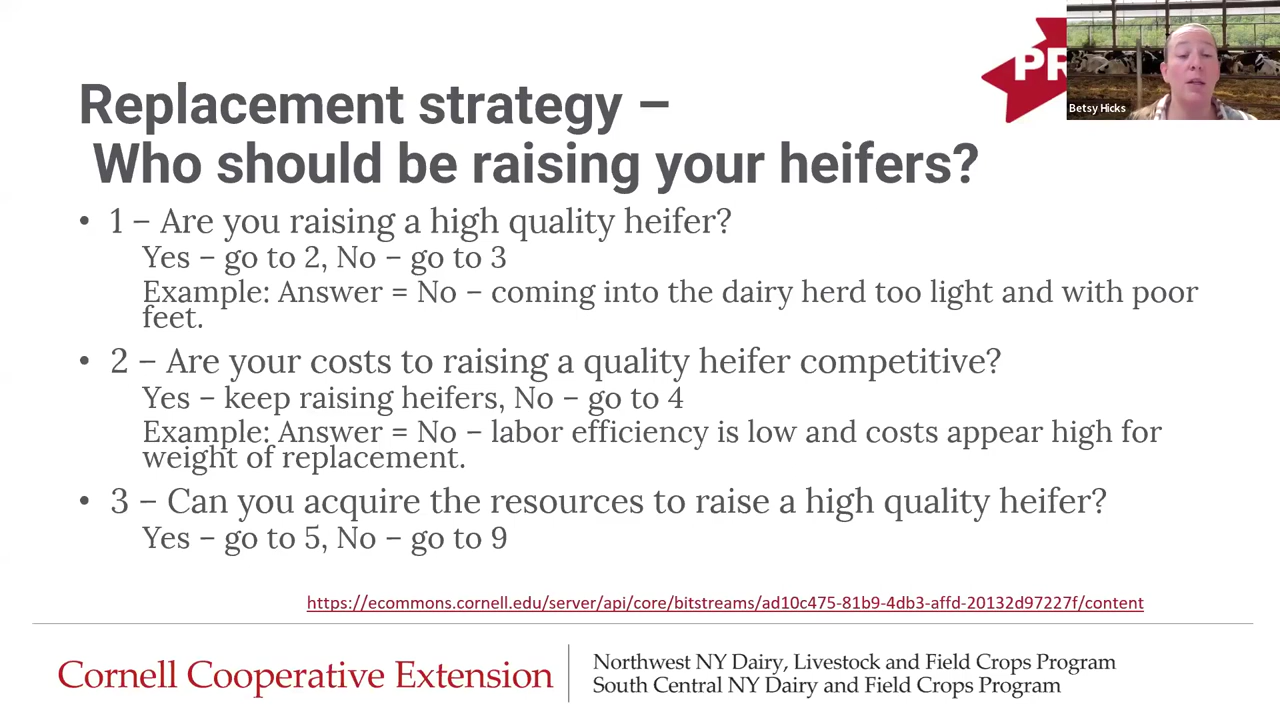 PR
Betsy Hicks
Replacement strategy –
Who should be raising your heifers?
• 1 – Are you raising a high quality heifer?
Yes – go to 2, No – go to 3
Example: Answer = No – coming into the dairy herd too light and with poor
feet.
• 2 – Are your costs to raising a quality heifer competitive?
Yes – keep raising heifers, No – go to 4
Example: Answer = No – labor efficiency is low and costs appear high for
weight of replacement.
• 3 – Can you acquire the resources to raise a high quality heifer?
Yes – go to 5, No – go to 9
https://ecommons.cornell.edu/server/api/core/bitstreams/ad10c475-81b9-4db3-affd-20132d97227f/content
Cornell Cooperative Extension
Northwest NY Dairy, Livestock and Field Crops Program
South Central NY Dairy and Field Crops Program